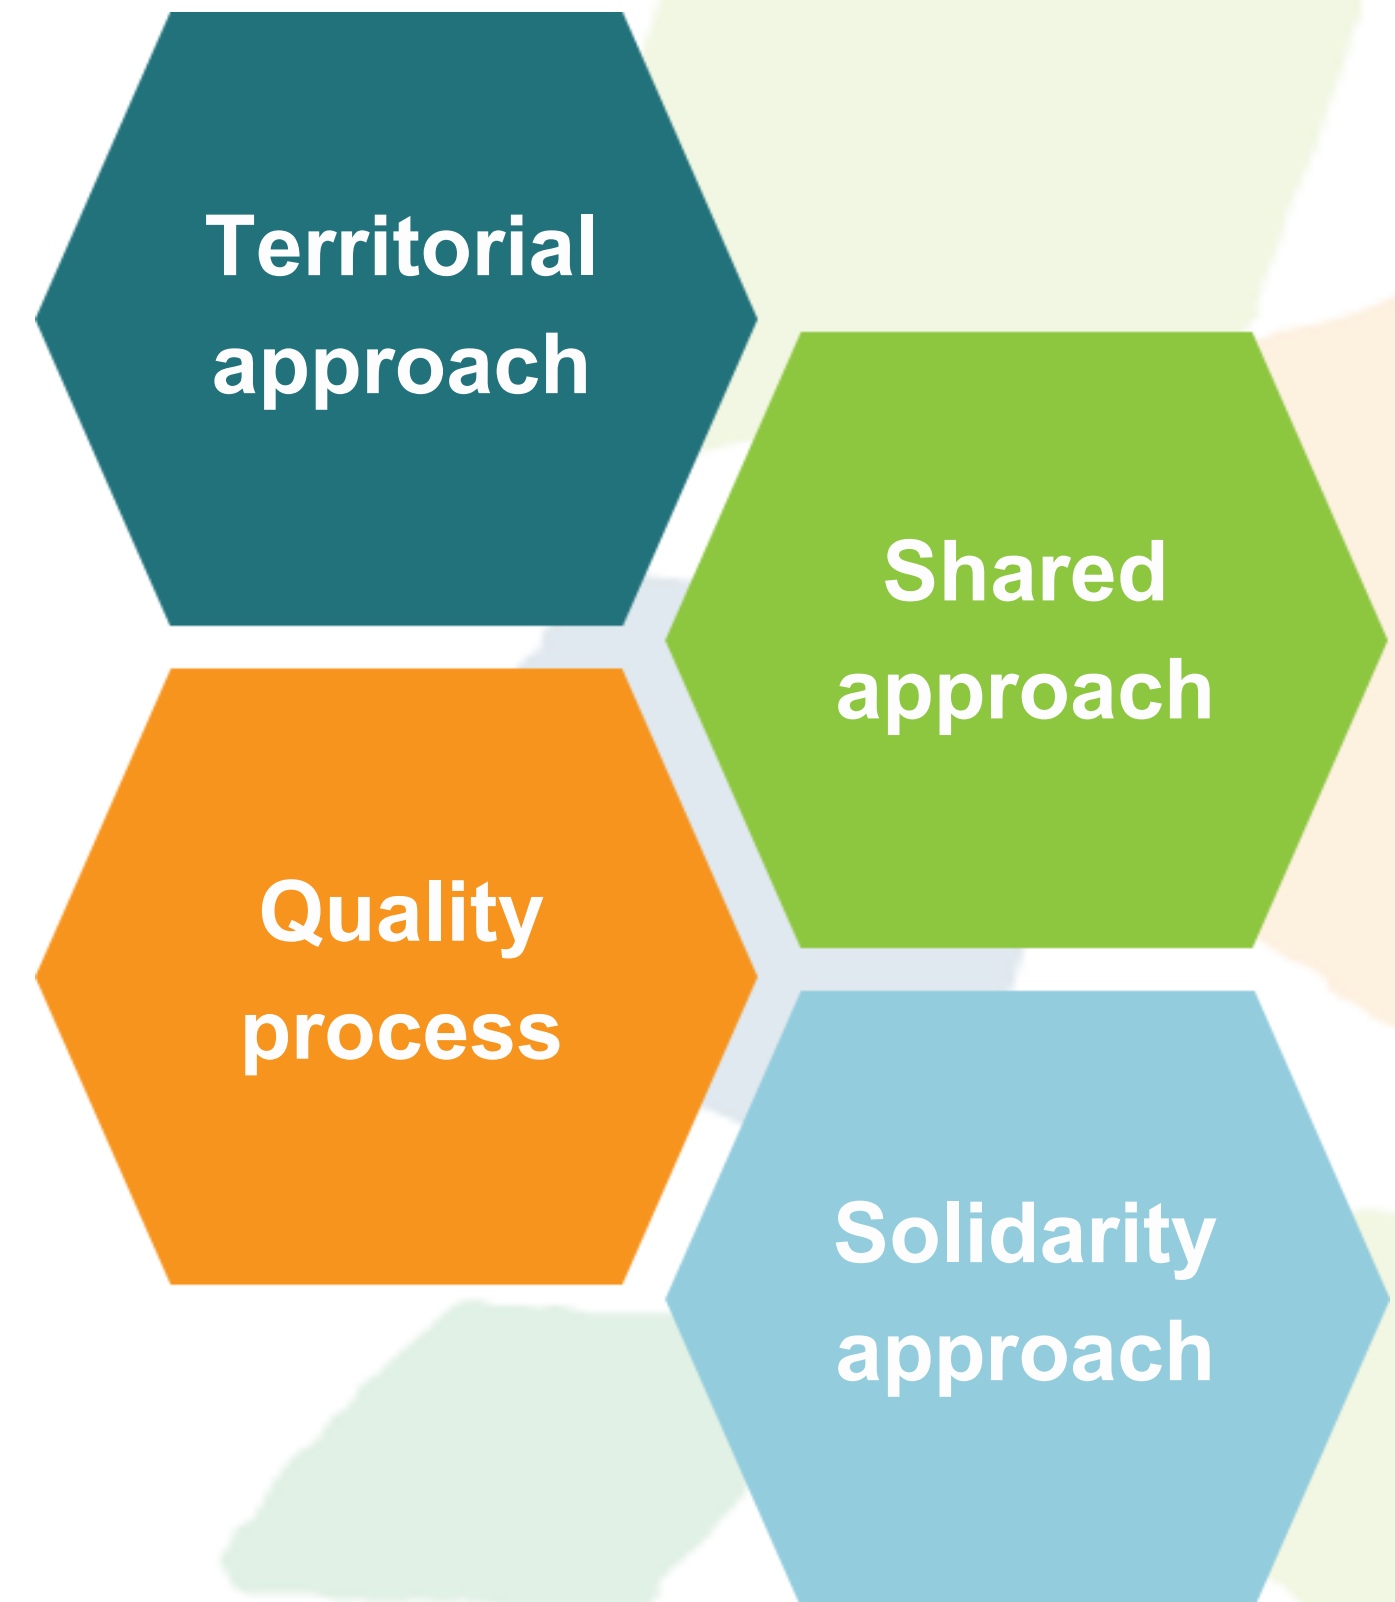 Territorial
approach
Shared
approach
Quality
process
Solidarity
approach